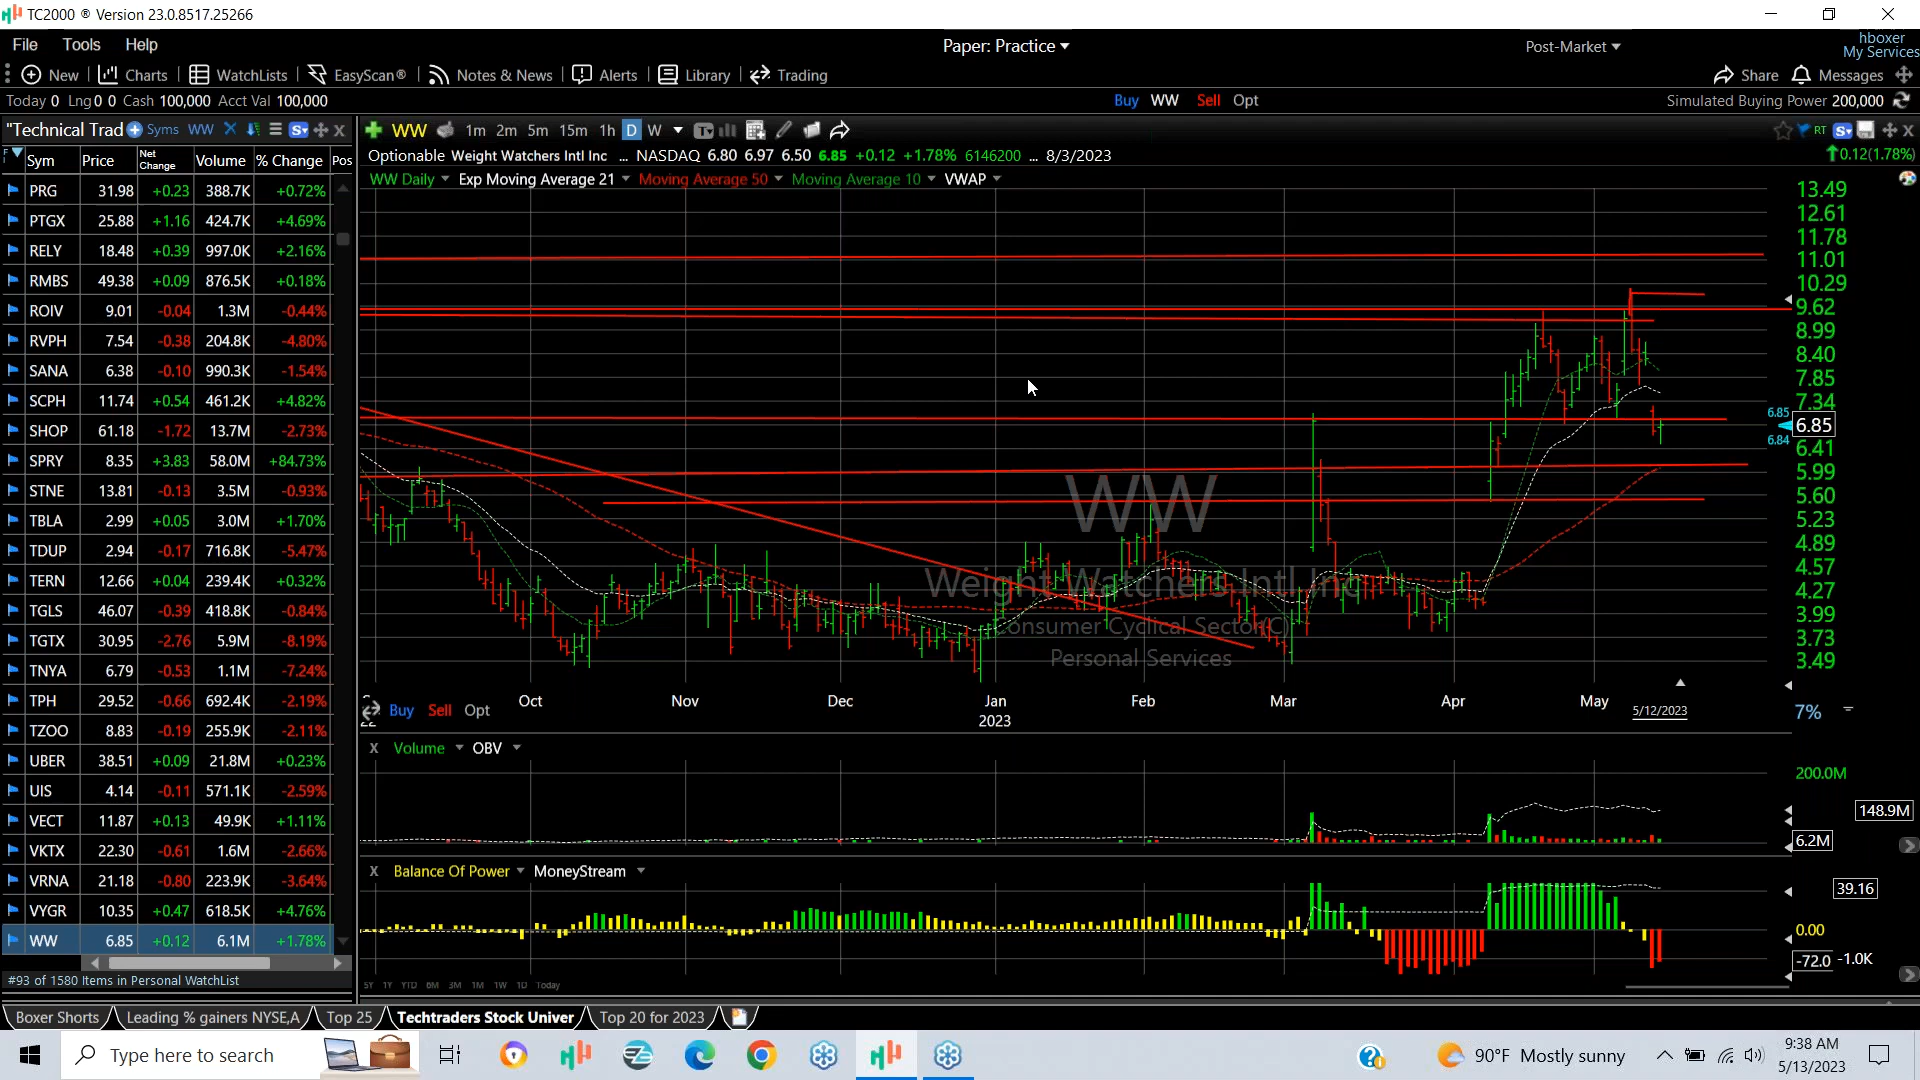 TC2000 ® Version 23.0.8517.25266
File Tools Help Paper: Practice Post-Market hboxer
My Services
New Charts WatchLists EasyScan® Notes & News Alerts Library Trading Share Messages
Today 0 Lng 0 0 Cash 100,000 Acct Val 100,000 Buy WW Sell Opt Simulated Buying Power 200,000
"Technical Trad Syms WW WW 1m 2m 5m 15m 1h D W RT
Sym Price Net Change Volume % Change Pos
Optionable Weight Watchers Intl Inc ... NASDAQ 6.80 6.97 6.50 6.85 +0.12 +1.78% 6146200 ... 8/3/2023 0.12(1.78%)
WW Daily Exp Moving Average 21 Moving Average 50 Moving Average 10 VWAP
PRG 31.98 +0.23 388.7K +0.72%
PTGX 25.88 +1.16 424.7K +4.69%
RELY 18.48 +0.39 997.0K +2.16%
RMBS 49.38 +0.09 876.5K +0.18%
ROIV 9.01 -0.04 1.3M -0.44%
RVPH 7.54 -0.38 204.8K -4.80%
SANA 6.38 -0.10 990.3K -1.54%
SCPH 11.74 +0.54 461.2K +4.82%
SHOP 61.18 -1.72 13.7M -2.73%
SPRY 8.35 +3.83 58.0M +84.73%
STNE 13.81 -0.13 3.5M -0.93%
TBLA 2.99 +0.05 3.0M +1.70%
TDUP 2.94 -0.17 716.8K -5.47%
TERN 12.66 +0.04 239.4K +0.32%
TGLS 46.07 -0.39 418.8K -0.84%
TGTX 30.95 -2.76 5.9M -8.19%
TNYA 6.79 -0.53 1.1M -7.24%
TPH 29.52 -0.66 692.4K -2.19%
TZOO 8.83 -0.19 255.9K -2.11%
UBER 38.51 +0.09 21.8M +0.23%
UIS 4.14 -0.11 571.1K -2.59%
VECT 11.87 +0.13 49.9K +1.11%
VKTX 22.30 -0.61 1.6M -2.66%
VRNA 21.18 -0.80 223.9K -3.64%
VYGR 10.35 +0.47 618.5K +4.76%
WW 6.85 +0.12 6.1M +1.78%
#93 of 1580 Items in Personal WatchList
13.49
12.61
11.78
11.01
10.29
9.62
8.99
8.40
7.85
7.34
6.85
6.85
6.84
6.41
5.99
5.60
5.23
4.89
4.57
4.27
3.99
3.73
3.49
WW
Weight Watchers Intl Inc
Consumer Cyclical Sector(C)
Personal Services
Oct Nov Dec Jan Feb Mar Apr May
2023
5/12/2023
7%
Buy Sell Opt
22
X Volume OBV
200.0M
148.9M
6.2M
X Balance Of Power MoneyStream
39.16
0.00
-72.0 -1.0K
5Y 1Y YTD 6M 3M 1M 1W 1D Today
Boxer Shorts Leading % gainers NYSE,A Top 25 Techtraders Stock Univer Top 20 for 2023
Type here to search 90°F Mostly sunny 9:38 AM
5/13/2023